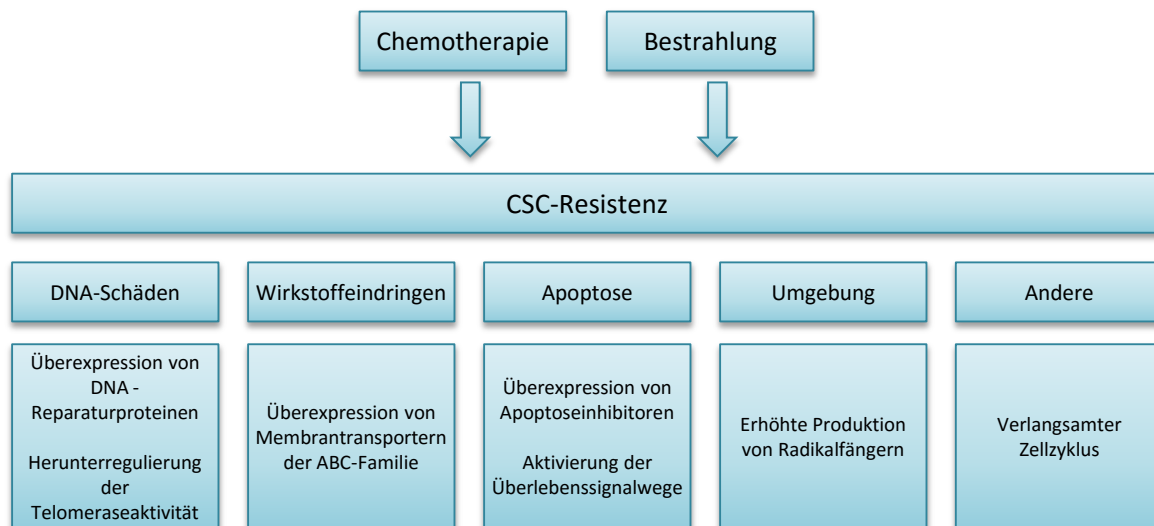 Chemotherapie
Bestrahlung
CSC-Resistenz
DNA-Schäden
Wirkstoffeindringen
Apoptose
Umgebung
Andere
Überexpression von
DNA -
Reparaturproteinen
Herunterregulierung
der
Telomeraseaktivität
Überexpression von
Membrantransportern
der ABC-Familie
Überexpression von
Apoptoseinhibitoren
Aktivierung der
Überlebenssignalwege
Erhöhte Produktion
von Radikalfängern
Verlangsamter
Zellzyklus